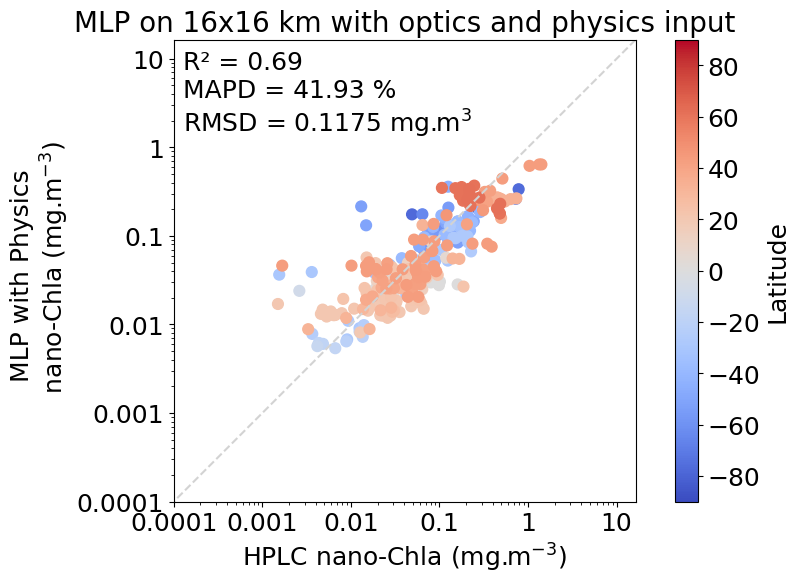 MLP on 16x16 km with optics and physics input
R² = 0.69
MAPD = 41.93 %
RMSD = 0.1175 mg.m³
MLP with Physics
nano-Chla (mg.m⁻³)
10
1
0.1
0.01
0.001
0.0001
0.0001
0.001
0.01
0.1
1
10
HPLC nano-Chla (mg.m⁻³)
80
60
40
20
0
−20
−40
−60
−80
Latitude